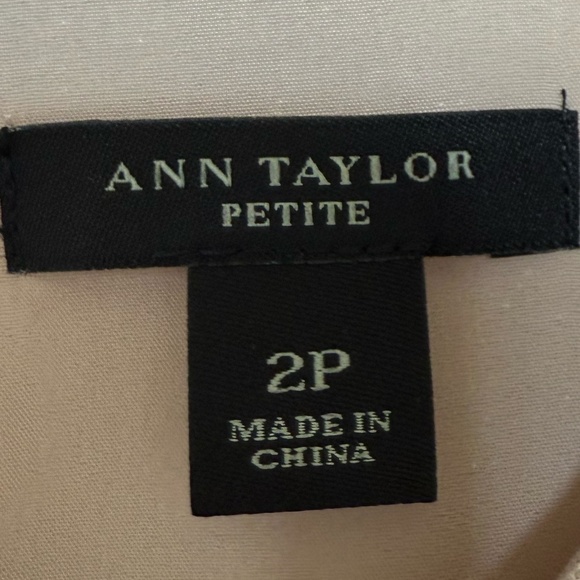 ANN TAYLOR
PETITE
2P
MADE IN
CHINA